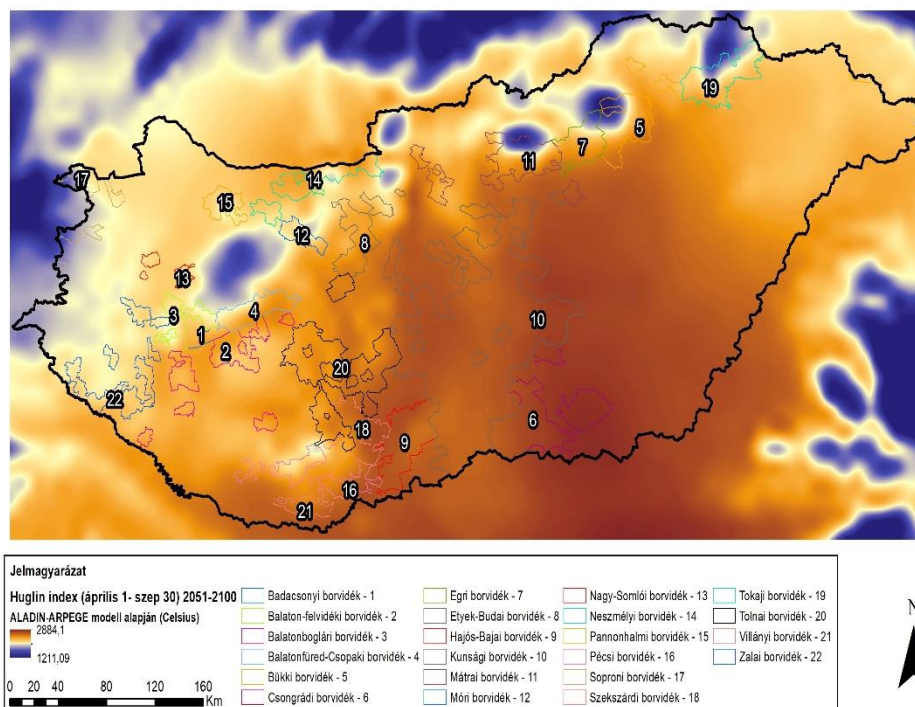 19
5
7
11
17
14
15
12
8
13
3
4
1
2
10
20
22
6
18
9
16
21
Jelmagyarázat
Huglin index (április 1- szep 30) 2051-2100
ALADIN-ARPEGE modell alapján (Celsius)
2884,1
1211,09
0 10 20 40 80 120 160
Km
Badacsonyi borvidék - 1
Balaton-felvidéki borvidék - 2
Balatonboglári borvidék - 3
Balatonfüred-Csopaki borvidék - 4
Bükki borvidék - 5
Csongrádi borvidék - 6
Egri borvidék - 7
Etyek-Budai borvidék - 8
Hajós-Bajai borvidék - 9
Kunsági borvidék - 10
Mátrai borvidék - 11
Móri borvidék - 12
Nagy-Somlói borvidék - 13
Neszmélyi borvidék - 14
Pannonhalmi borvidék - 15
Pécsi borvidék - 16
Soproni borvidék - 17
Szekszárdi borvidék - 18
Tokaji borvidék - 19
Tolnai borvidék - 20
Villányi borvidék - 21
Zalai borvidék - 22
N